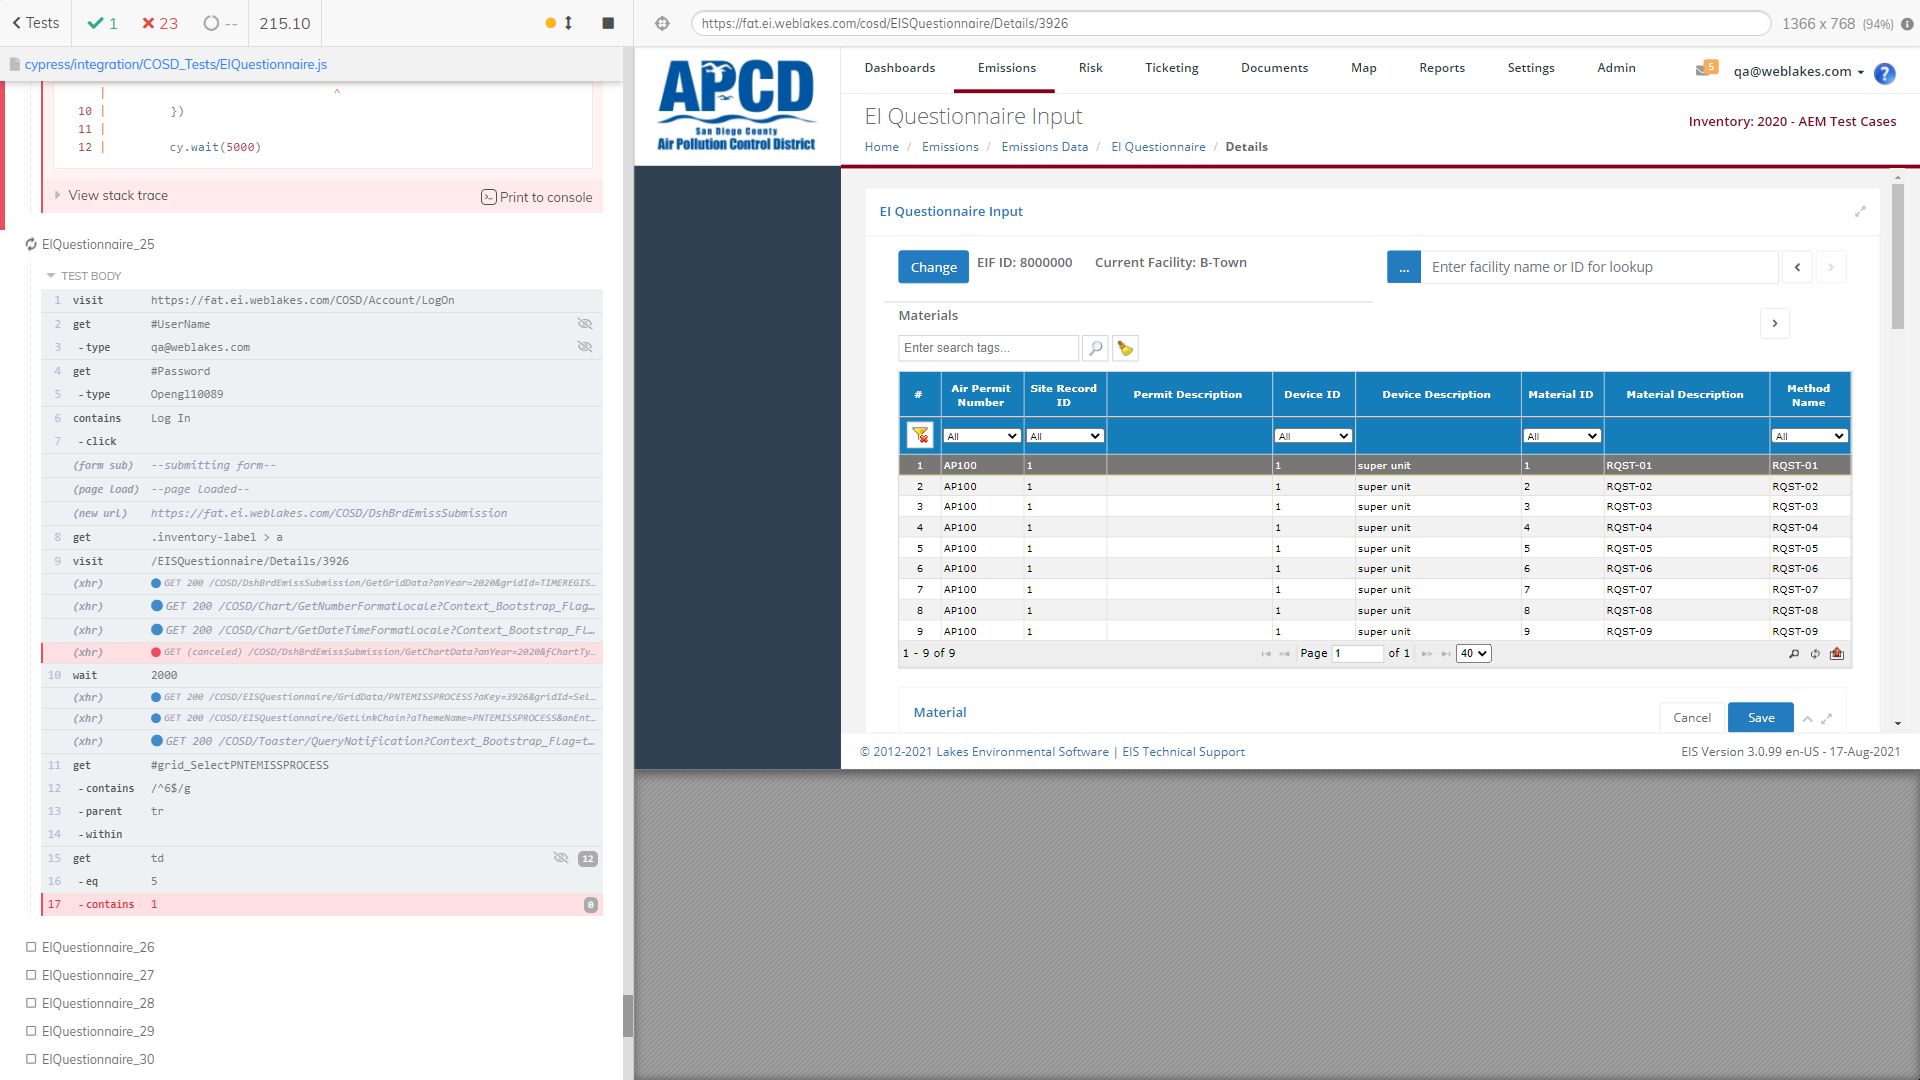 Tests
1
23
--
215.10
https://fat.ei.weblakes.com/cosd/EISQuestionnaire/Details/3926
1366 x 768 (94%)
cypress/integration/COSD_Tests/EIQuestionnaire.js
| ^
10 | })
11 |
12 | cy.wait(5000)
View stack trace
Print to console
EIQuestionnaire_25
TEST BODY
1 visit https://fat.ei.weblakes.com/COSD/Account/LogOn
2 get #UserName
3 -type qa@weblakes.com
4 get #Password
5 -type Opengl10089
6 contains Log In
7 -click
(form sub) --submitting form--
(page load) --page loaded--
(new url) https://fat.ei.weblakes.com/COSD/DshBrdEmissSubmission
8 get .inventory-label > a
9 visit /EISQuestionnaire/Details/3926
(xhr) GET 200 /COSD/DshBrdEmissSubmission/GetGridData?anYear=2020&gridId=TIMEREGIS...
(xhr) GET 200 /COSD/Chart/GetNumberFormatLocale?Context_Bootstrap_Flag...
(xhr) GET 200 /COSD/Chart/GetDateTimeFormatLocale?Context_Bootstrap_Fl...
(xhr) GET (canceled) /COSD/DshBrdEmissSubmission/GetChartData?anYear=2020&fChartTy...
10 wait 2000
(xhr) GET 200 /COSD/EISQuestionnaire/GridData/PNTEMISSPROCESS?aKey=3926&gridId=Sel...
(xhr) GET 200 /COSD/EISQuestionnaire/GetLinkChain?aThemeName=PNTEMISSPROCESS&anEnt...
(xhr) GET 200 /COSD/Toaster/QueryNotification?Context_Bootstrap_Flag=t...
11 get #grid_SelectPNTEMISSPROCESS
12 -contains /^6$/g
13 -parent tr
14 -within
15 get td 12
16 -eq 5
17 -contains 1 0
EIQuestionnaire_26
EIQuestionnaire_27
EIQuestionnaire_28
EIQuestionnaire_29
EIQuestionnaire_30
APCD
San Diego County
Air Pollution Control District
Dashboards Emissions Risk Ticketing Documents Map Reports Settings Admin 5 qa@weblakes.com ?
EI Questionnaire Input
Inventory: 2020 - AEM Test Cases
Home / Emissions / Emissions Data / EI Questionnaire / Details
EI Questionnaire Input
Change EIF ID: 8000000 Current Facility: B-Town ... Enter facility name or ID for lookup
Materials
Enter search tags...
# Air Permit Number Site Record ID Permit Description Device ID Device Description Material ID Material Description Method Name
All All All All All
1 AP100 1 1 super unit 1 RQST-01 RQST-01
2 AP100 1 1 super unit 2 RQST-02 RQST-02
3 AP100 1 1 super unit 3 RQST-03 RQST-03
4 AP100 1 1 super unit 4 RQST-04 RQST-04
5 AP100 1 1 super unit 5 RQST-05 RQST-05
6 AP100 1 1 super unit 6 RQST-06 RQST-06
7 AP100 1 1 super unit 7 RQST-07 RQST-07
8 AP100 1 1 super unit 8 RQST-08 RQST-08
9 AP100 1 1 super unit 9 RQST-09 RQST-09
1 - 9 of 9 Page 1 of 1 40
Material Cancel Save
© 2012-2021 Lakes Environmental Software | EIS Technical Support
EIS Version 3.0.99 en-US - 17-Aug-2021